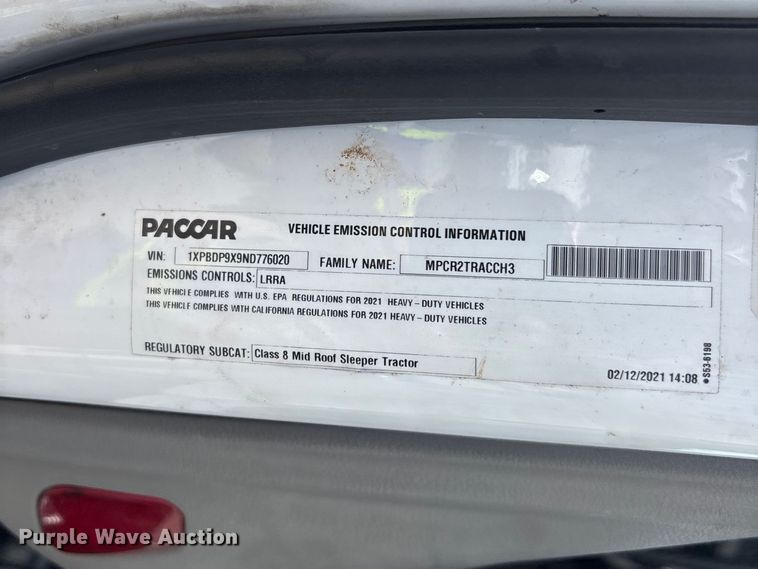 PACCAR VEHICLE EMISSION CONTROL INFORMATION
VIN: 1XPBDP9X9ND776020 FAMILY NAME: MPCR2TRACCH3
EMISSIONS CONTROLS: LRRA
THIS VEHICLE COMPLIES WITH U.S. EPA REGULATIONS FOR 2021 HEAVY-DUTY VEHICLES
THIS VEHICLE COMPLIES WITH CALIFORNIA REGULATIONS FOR 2021 HEAVY-DUTY VEHICLES
REGULATORY SUBCAT: Class 8 Mid Roof Sleeper Tractor
02/12/2021 14:08
●S53-6198
Purple Wave Auction